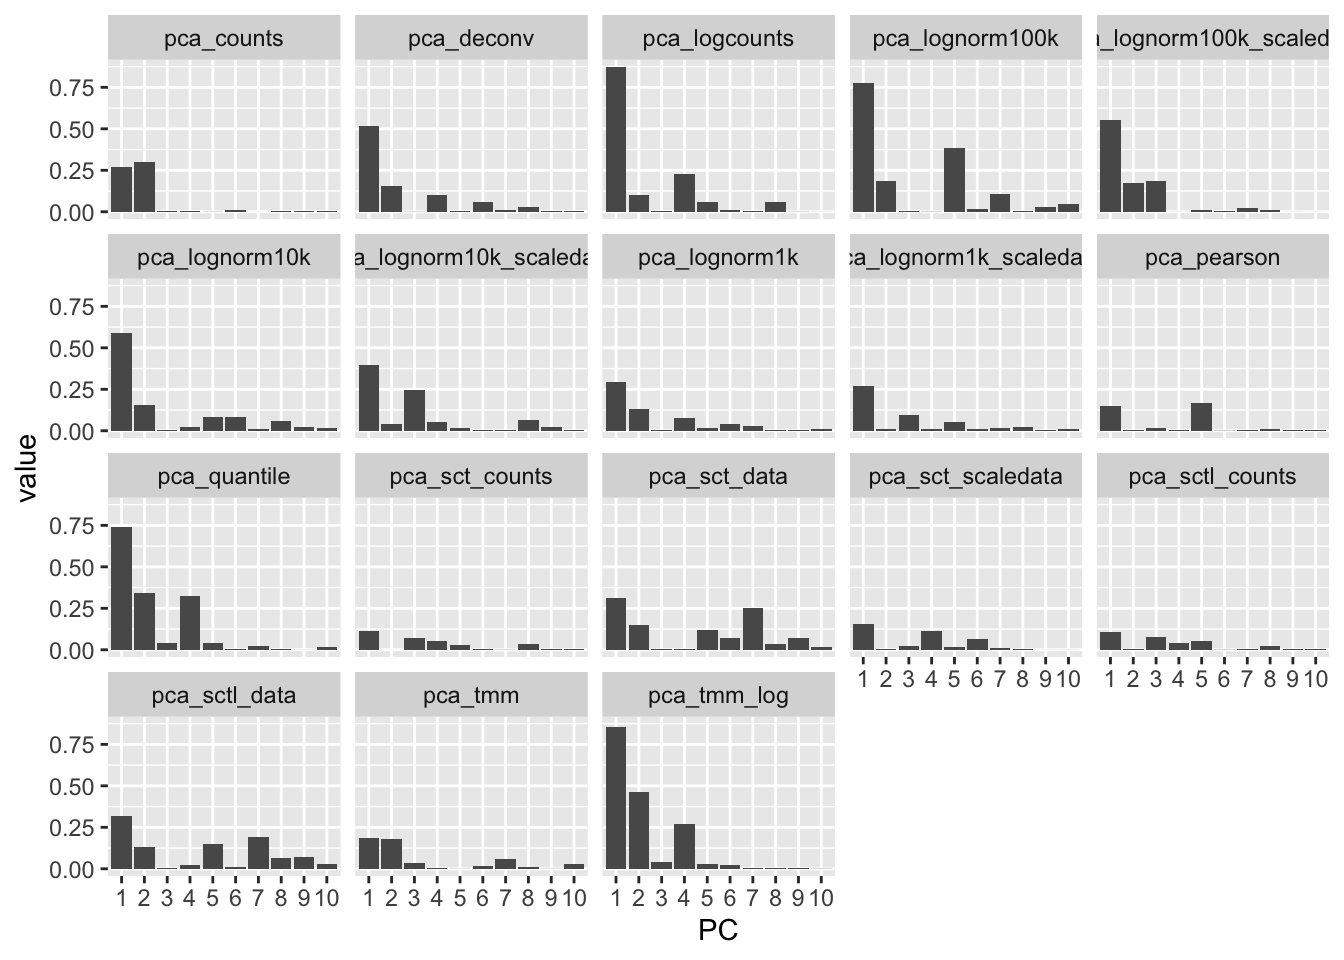 pca_counts pca_deconv pca_logcounts pca_lognorm100k a_lognorm100k_scaled
0.75
0.50
0.25
0.00
pca_lognorm10k a_lognorm10k_scaleda pca_lognorm1k ca_lognorm1k_scaleda pca_pearson
0.75
0.50
0.25
0.00
value
pca_quantile pca_sct_counts pca_sct_data pca_sct_scaledata pca_sctl_counts
0.75
0.50
0.25
0.00
1 2 3 4 5 6 7 8 9 10 1 2 3 4 5 6 7 8 9 10
pca_sctl_data pca_tmm pca_tmm_log
0.75
0.50
0.25
0.00
1 2 3 4 5 6 7 8 9 10 1 2 3 4 5 6 7 8 9 10 1 2 3 4 5 6 7 8 9 10
PC